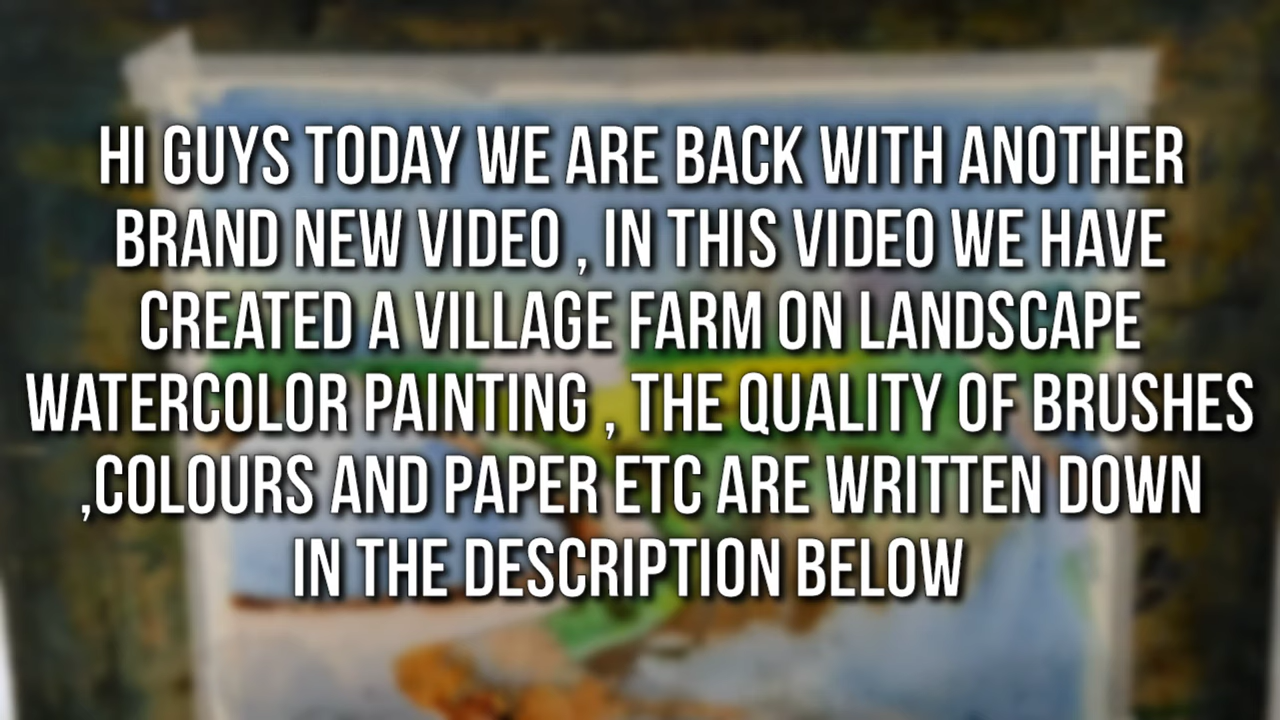 HI GUYS TODAY WE ARE BACK WITH ANOTHER
BRAND NEW VIDEO , IN THIS VIDEO WE HAVE
CREATED A VILLAGE FARM ON LANDSCAPE
WATERCOLOR PAINTING , THE QUALITY OF BRUSHES
,COLOURS AND PAPER ETC ARE WRITTEN DOWN
IN THE DESCRIPTION BELOW